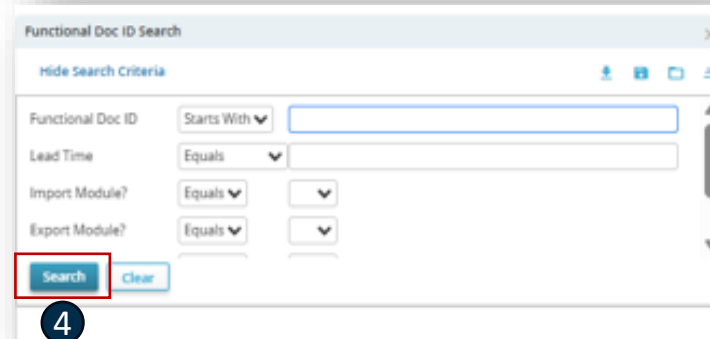 Functional Doc ID Search
Hide Search Criteria
Functional Doc ID Starts With
Lead Time Equals
Import Module? Equals
Export Module? Equals
Search Clear
4